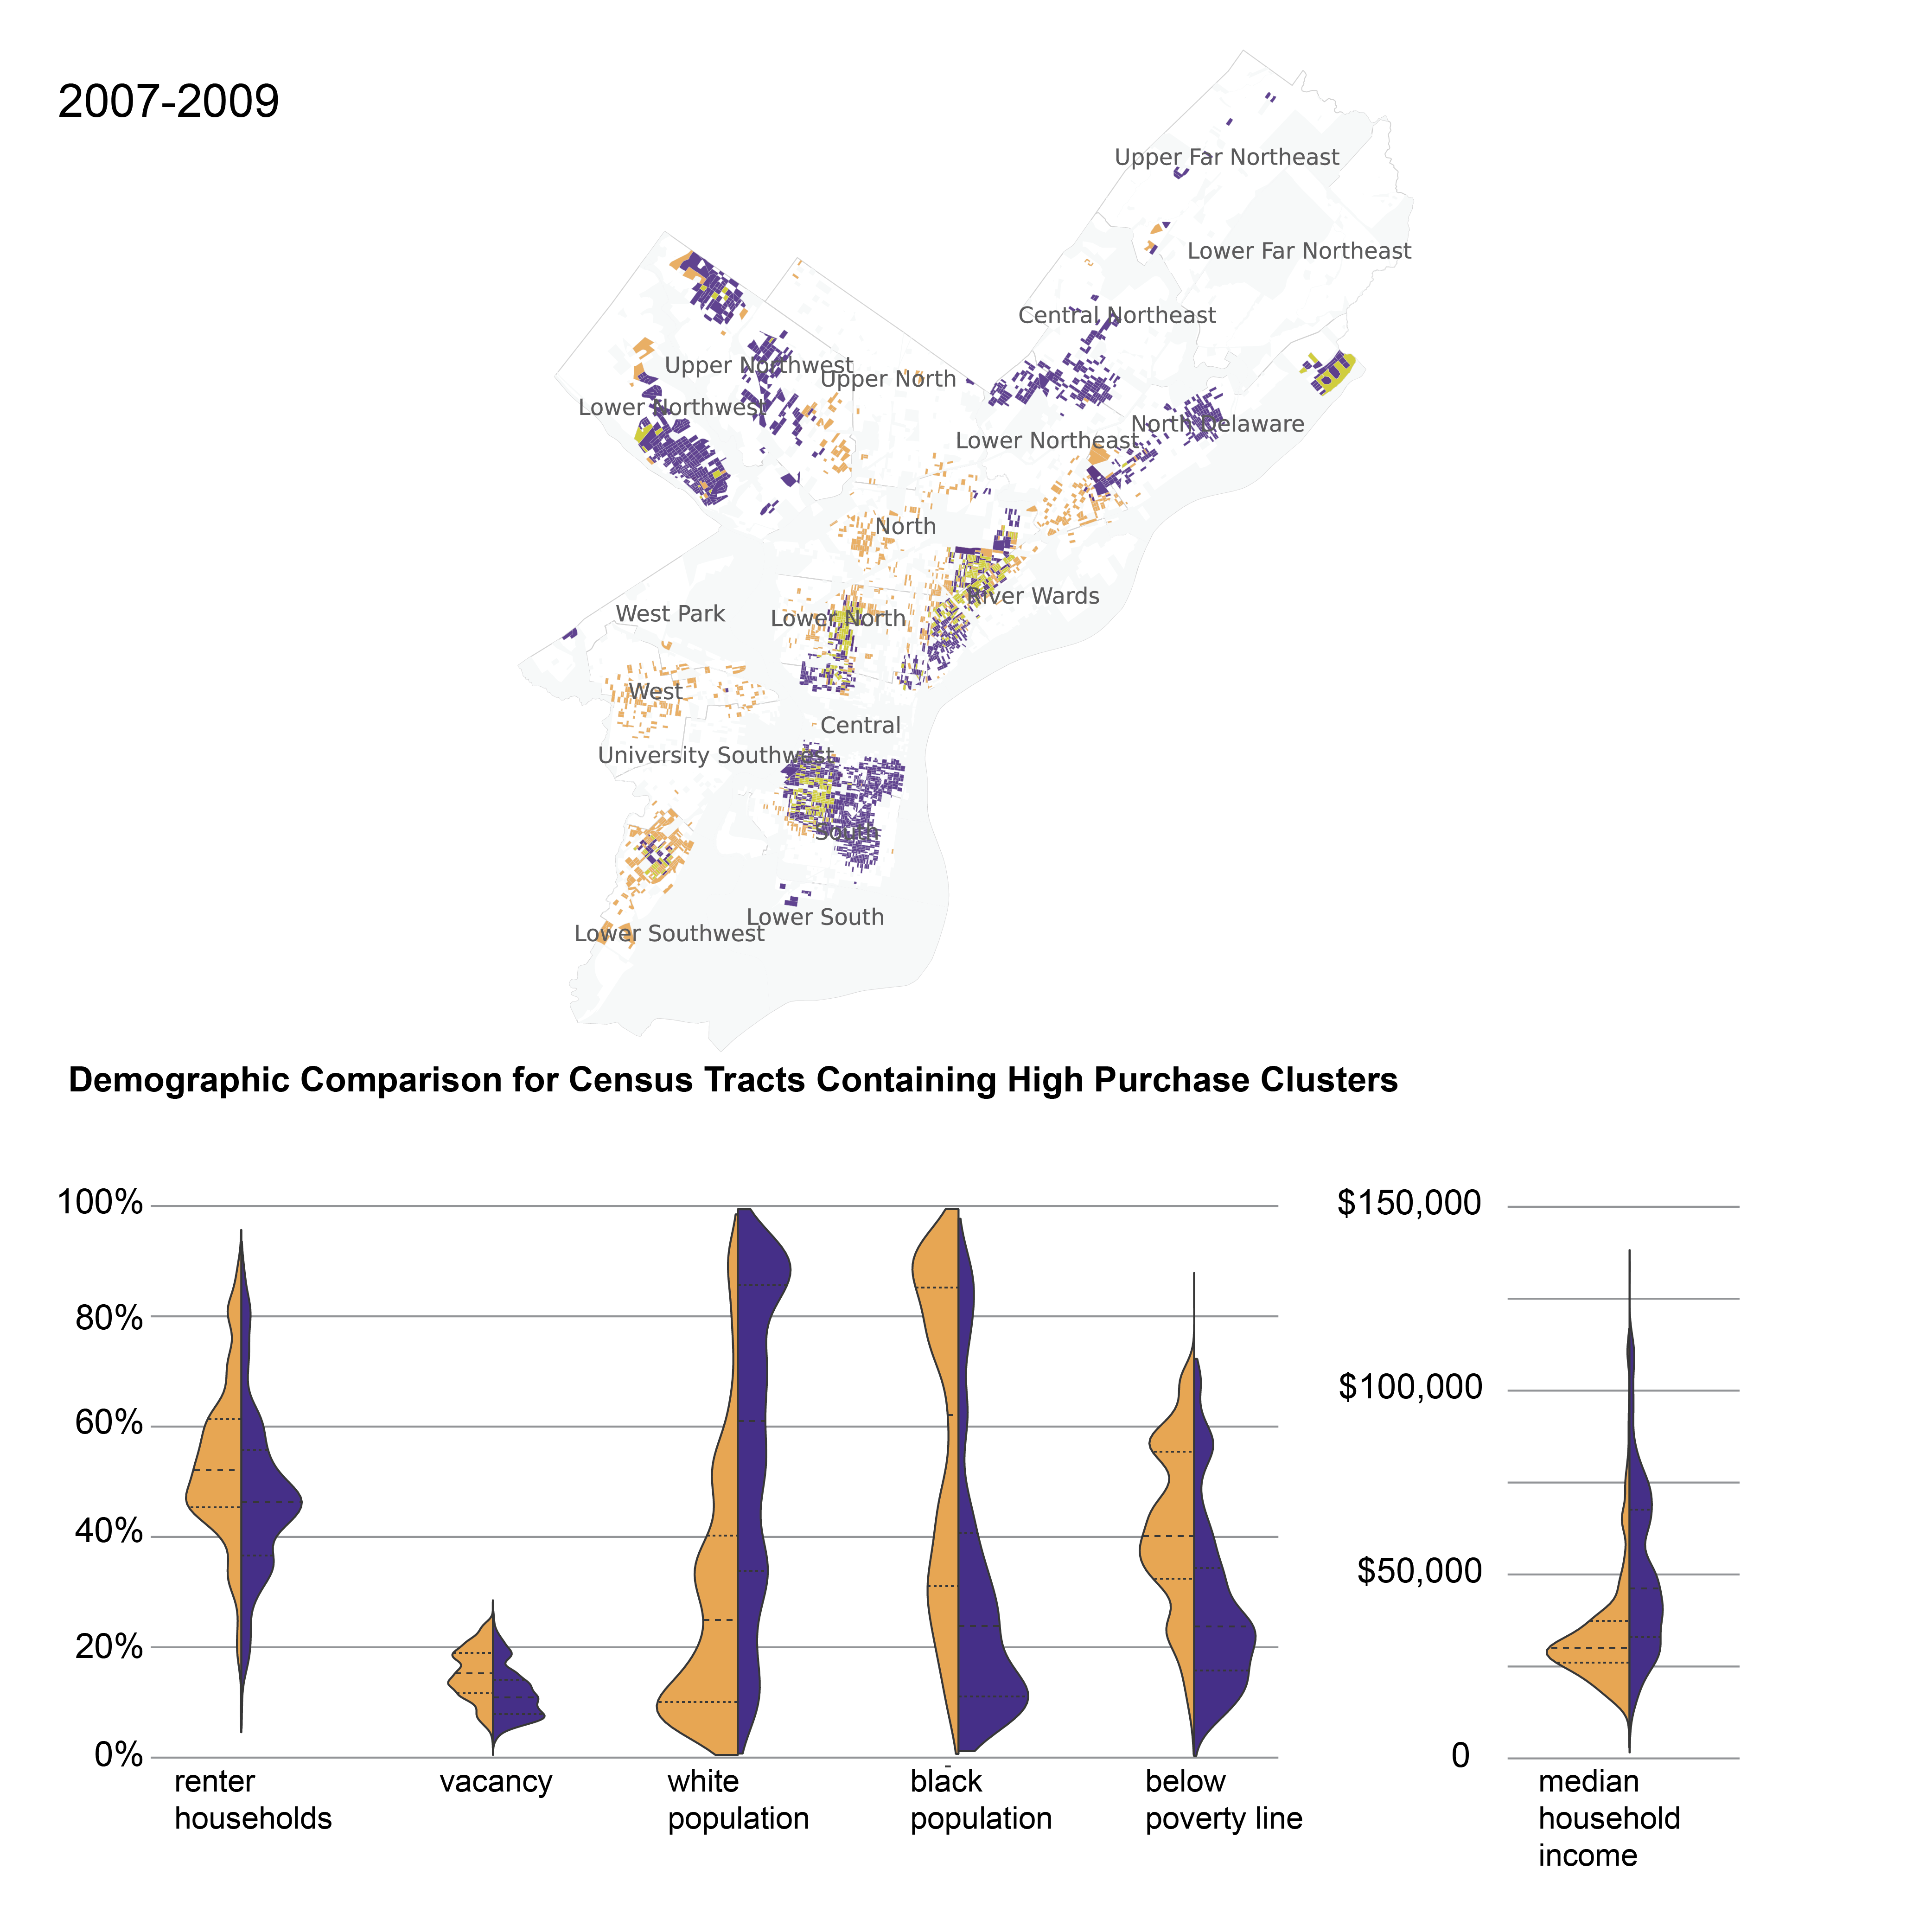 2007-2009
Upper Far Northeast
Lower Far Northeast
Central Northeast
Upper Northwest
Upper North
Lower Northwest
North Delaware
Lower Northeast
North
River Wards
West Park
Lower North
West
Central
University Southwest
South
Lower South
Lower Southwest
Demographic Comparison for Census Tracts Containing High Purchase Clusters
100%
80%
60%
40%
20%
0%
$150,000
$100,000
$50,000
0
renter
households
vacancy
white
population
black
population
below
poverty line
median
household
income